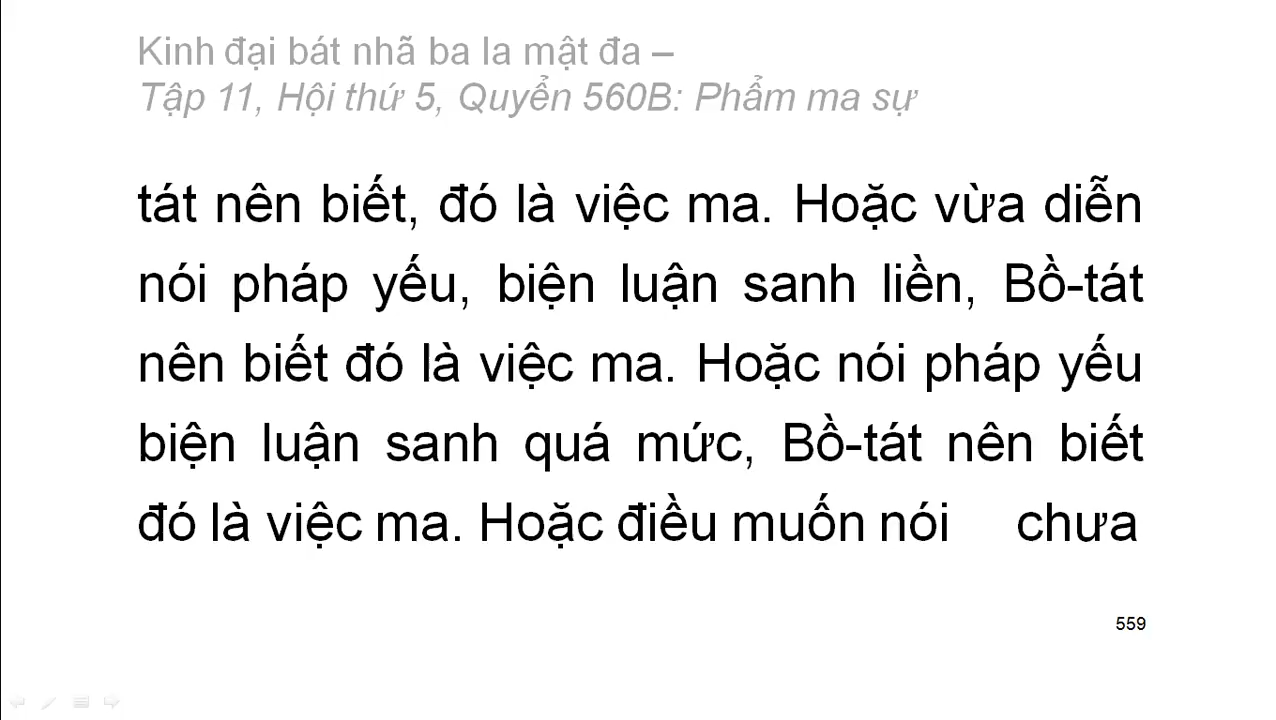 Kinh đại bát nhã ba la mật đa –
Tập 11, Hội thứ 5, Quyển 560B: Phẩm ma sự
tát nên biết, đó là việc ma. Hoặc vừa diễn
nói pháp yếu, biện luận sanh liền, Bồ-tát
nên biết đó là việc ma. Hoặc nói pháp yếu
biện luận sanh quá mức, Bồ-tát nên biết
đó là việc ma. Hoặc điều muốn nói chưa
559